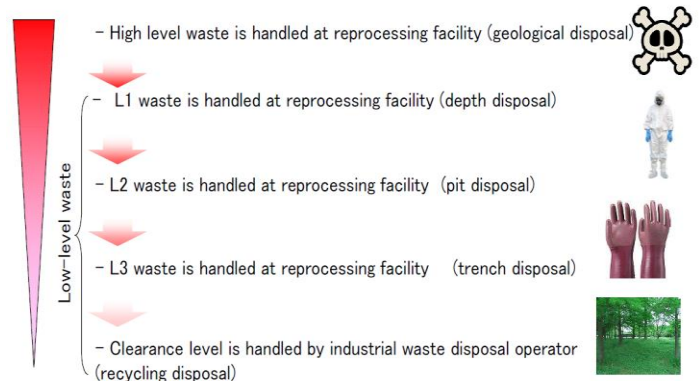 - High level waste is handled at reprocessing facility (geological disposal)
- L1 waste is handled at reprocessing facility (depth disposal)
- L2 waste is handled at reprocessing facility (pit disposal)
- L3 waste is handled at reprocessing facility (trench disposal)
- Clearance level is handled by industrial waste disposal operator
(recycling disposal)
Low-level waste